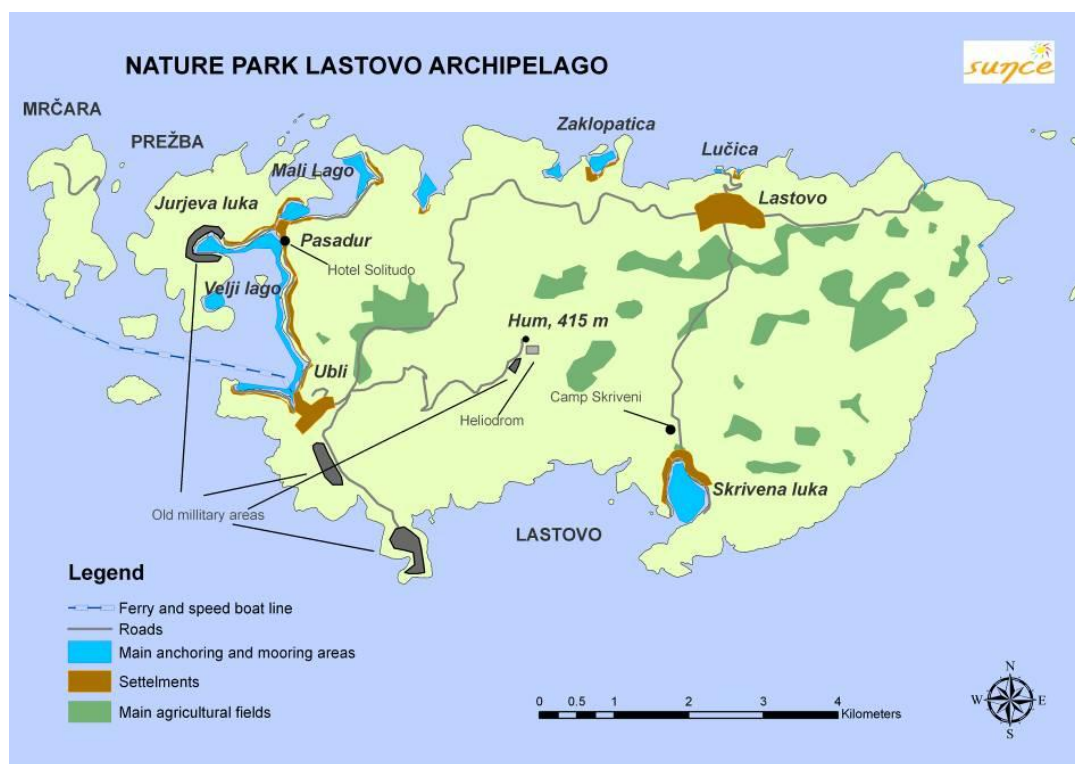 NATURE PARK LASTOVO ARCHIPELAGO
sunce
MRČARA
PREŽBA
Zaklopatica
Lučica
Mali Lago
Jurjeva luka
Lastovo
Pasadur
Hotel Solitudo
Velji lago
Hum, 415 m
Ubli
Camp Skriveni
Heliodrom
Skrivena luka
Old millitary areas
LASTOVO
Legend
Ferry and speed boat line
Roads
Main anchoring and mooring areas
Settelments
Main agricultural fields
0 0.5 1 2 3 4
Kilometers
N
W E
S